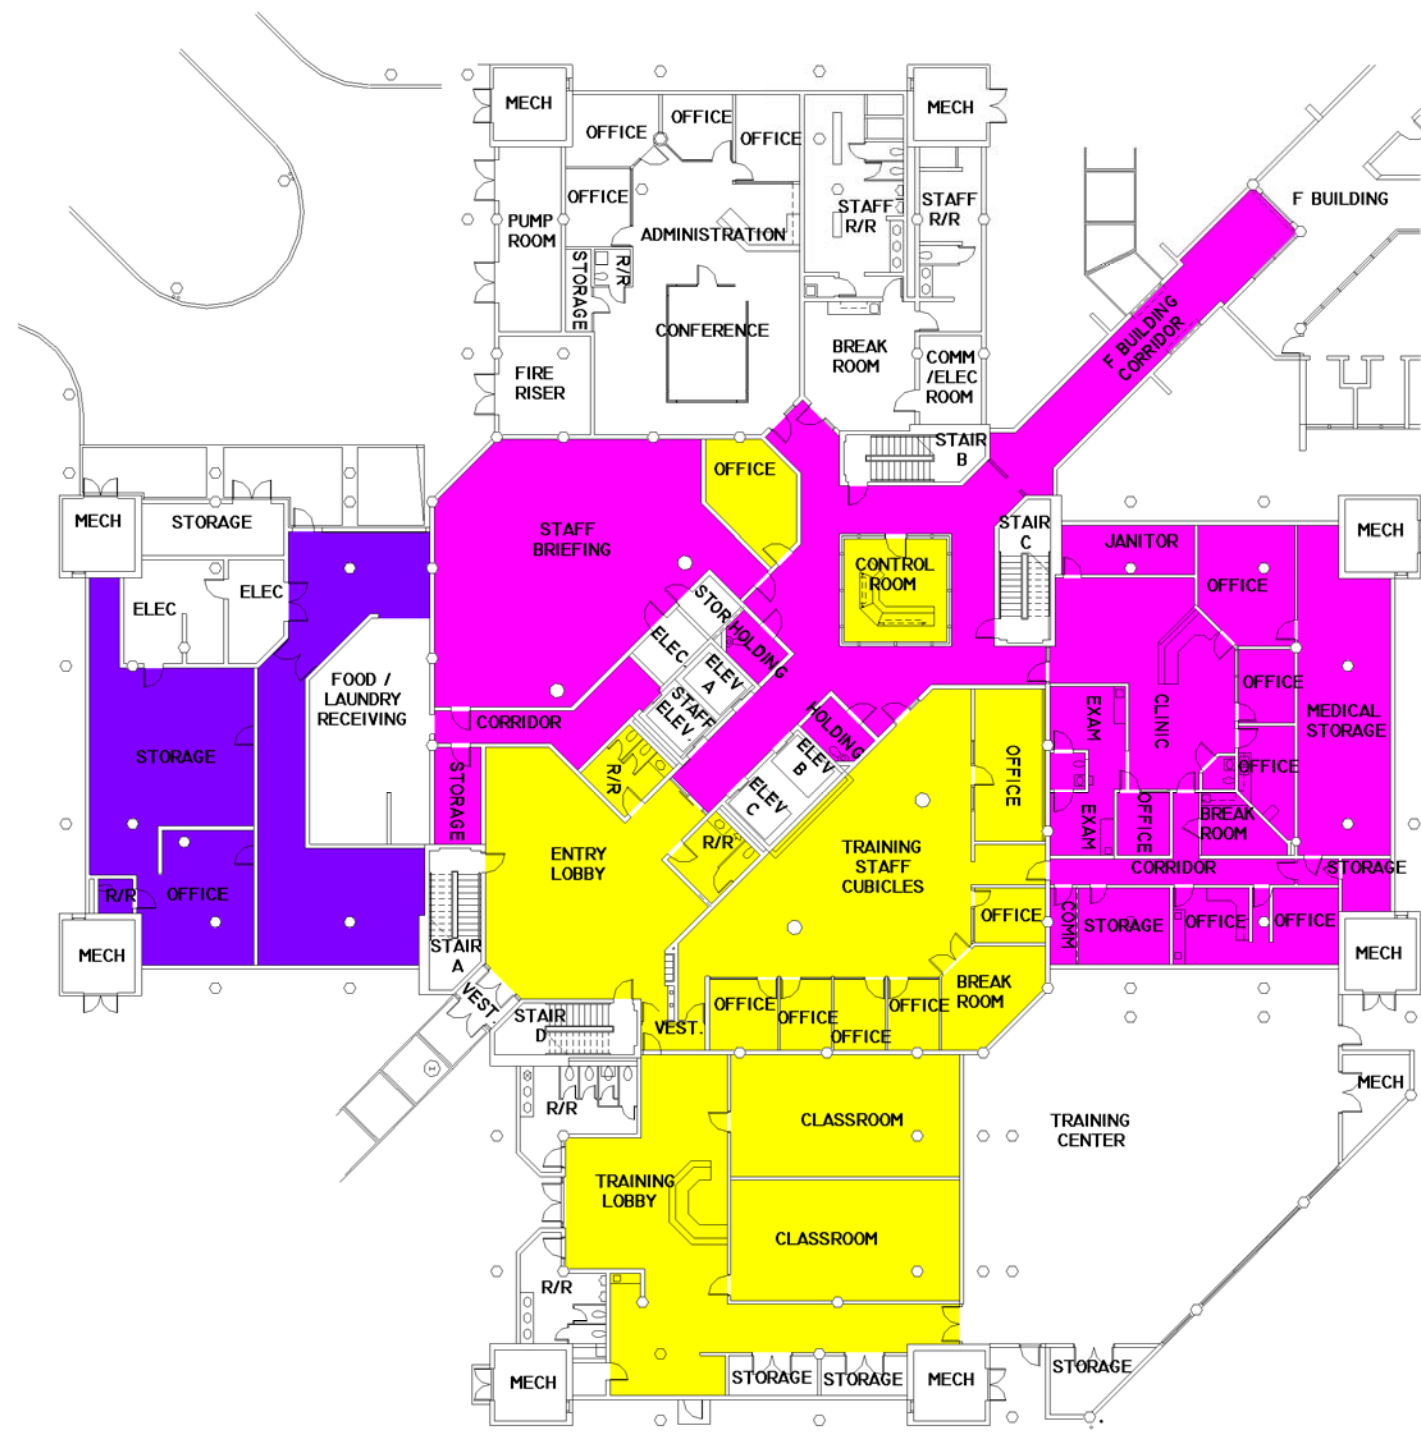 MECH
MECH
OFFICE
OFFICE
OFFICE
OFFICE
PUMP
ROOM
ADMINISTRATION
STAFF
R/R
STAFF
R/R
F BUILDING
STORAGE
R/R
CONFERENCE
BREAK
ROOM
COMM
/ELEC
ROOM
FIRE
RISER
F BUILDING
CORRIDOR
STAIR
B
OFFICE
MECH
STORAGE
STAFF
BRIEFING
STAIR
C
JANITOR
MECH
ELEC
ELEC
CONTROL
ROOM
OFFICE
STOR
HOLDING
ELEC
ELEV
A
STAFF
ELEV.
FOOD /
LAUNDRY
RECEIVING
OFFICE
EXAM
CLINIC
MEDICAL
STORAGE
CORRIDOR
HOLDING
STORAGE
R/R
ELEV
B
OFFICE
OFFICE
STORAGE
ELEV
C
EXAM
OFFICE
BREAK
ROOM
ENTRY
LOBBY
R/R
TRAINING
STAFF
CUBICLES
CORRIDOR
STORAGE
R/R
OFFICE
OFFICE
COMM
STORAGE
OFFICE
OFFICE
MECH
STAIR
A
MECH
VEST.
STAIR
D
VEST.
OFFICE
OFFICE
OFFICE
OFFICE
BREAK
ROOM
MECH
R/R
CLASSROOM
TRAINING
CENTER
TRAINING
LOBBY
CLASSROOM
R/R
MECH
STORAGE
STORAGE
MECH
STORAGE